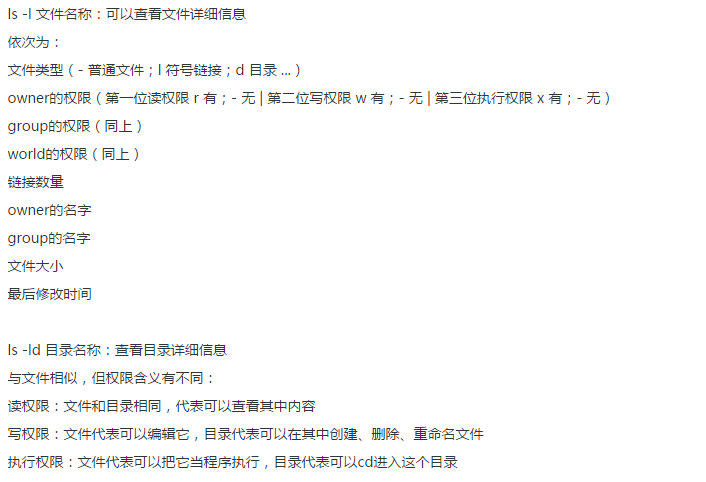 ls -l 文件名称：可以查看文件详细信息
依次为：
文件类型（- 普通文件；l 符号链接；d 目录 ...）
owner的权限（第一位读权限 r 有；- 无 | 第二位写权限 w 有；- 无 | 第三位执行权限 x 有；- 无）
group的权限（同上）
world的权限（同上）
链接数量
owner的名字
group的名字
文件大小
最后修改时间
ls -ld 目录名称：查看目录详细信息
与文件相似，但权限含义有不同：
读权限：文件和目录相同，代表可以查看其中内容
写权限：文件代表可以编辑它，目录代表可以在其中创建、删除、重命名文件
执行权限：文件代表可以把它当程序执行，目录代表可以cd进入这个目录